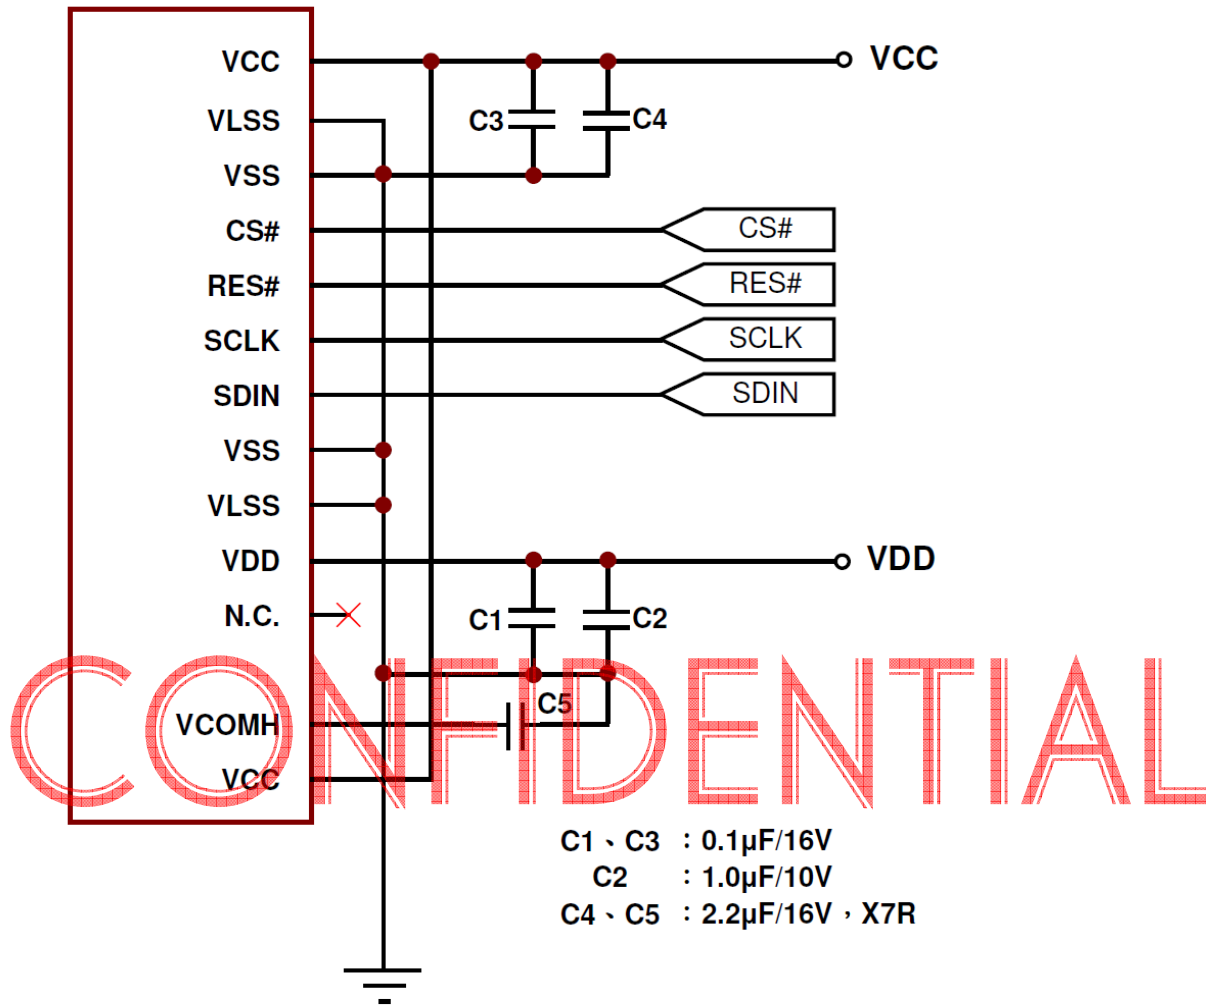 VCC
VCC
VLSS
C3
C4
VSS
CS#
CS#
RES#
RES#
SCLK
SCLK
SDIN
SDIN
VSS
VLSS
VDD
VDD
N.C.
C1
C2
CONFIDENTIAL
C5
VCOMH
VCC
C1、C3 ：0.1µF/16V
C2 ：1.0µF/10V
C4、C5 ：2.2µF/16V，X7R